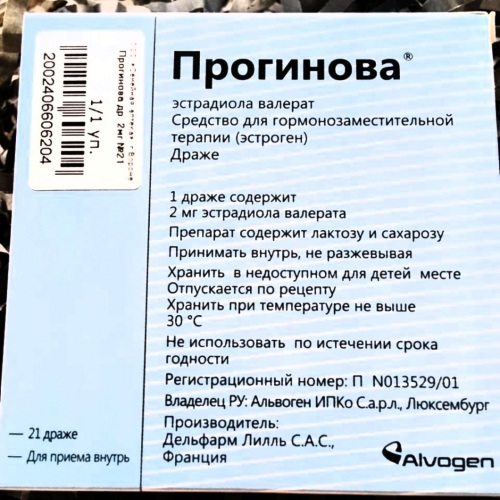 Прогинова®
эстрадиола валерат
Средство для гормонозаместительной
терапии (эстроген)
Драже
1 драже содержит
2 мг эстрадиола валерата
Препарат содержит лактозу и сахарозу
Принимать внутрь, не разжевывая
Хранить в недоступном для детей месте
Отпускается по рецепту
Хранить при температуре не выше
30 °C
Не использовать по истечении срока
годности
Регистрационный номер: П N013529/01
Владелец РУ: Альвоген ИПКо С.а.р.л., Люксембург
Производитель:
Дельфарм Лилль С.А.С.,
Франция
Alvogen
— 21 драже
— Для приема внутрь
Прогинова др. 2мг №21
1/1 уп.
2002406606204